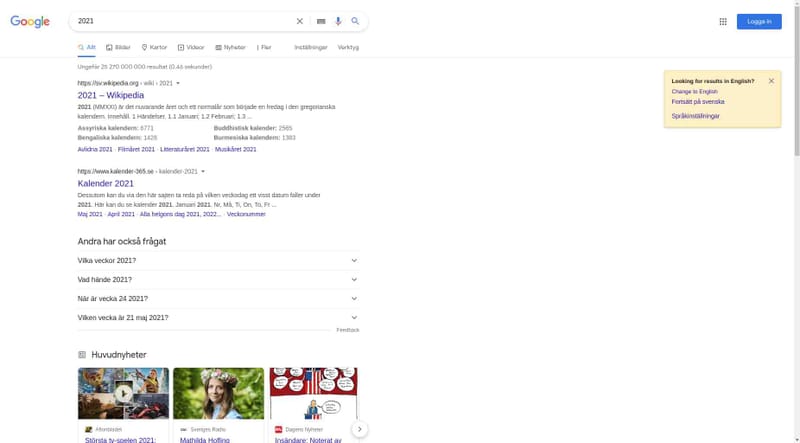 Google
2021
Logga in
Allt
Bilder
Kartor
Videor
Nyheter
Fler
Inställningar
Verktyg
Ungefär 25 270 000 000 resultat (0,44 sekunder)
https://sv.wikipedia.org › wiki › 2021
2021 – Wikipedia
2021 (MMXXI) är det nuvarande året och ett normalår som började en fredag i den gregorianska
kalendern. Innehåll. 1 Händelser. 1.1 Januari; 1.2 Februari; 1.3 ...
Assyriska kalendern: 6771
Buddhistisk kalender: 2565
Bengaliska kalendern: 1428
Burmesiska kalendern: 1383
Avlidna 2021 · Filmåret 2021 · Litteraturåret 2021 · Musikåret 2021
Looking for results in English?
Change to English
Fortsätt på svenska
Språkinställningar
https://www.kalender-365.se › kalender-2021
Kalender 2021
Dessutom kan du via den här sajten ta reda på vilken veckodag ett visst datum faller under
2021. Här kan du se kalender 2021. Januari 2021. Nr, Må, Ti, On, To, Fr ...
Maj 2021 · April 2021 · Alla helgons dag 2021, 2022... · Veckonummer
Andra har också frågat
Vilka veckor 2021?
Vad hände 2021?
När är vecka 24 2021?
Vilken vecka är 21 maj 2021?
Feedback
Huvudnyheter
Aftonbladet
Största tv-spelen 2021:
Sveriges Radio
Mathilda Hofling
Dagens Nyheter
Insändare: Noterat av